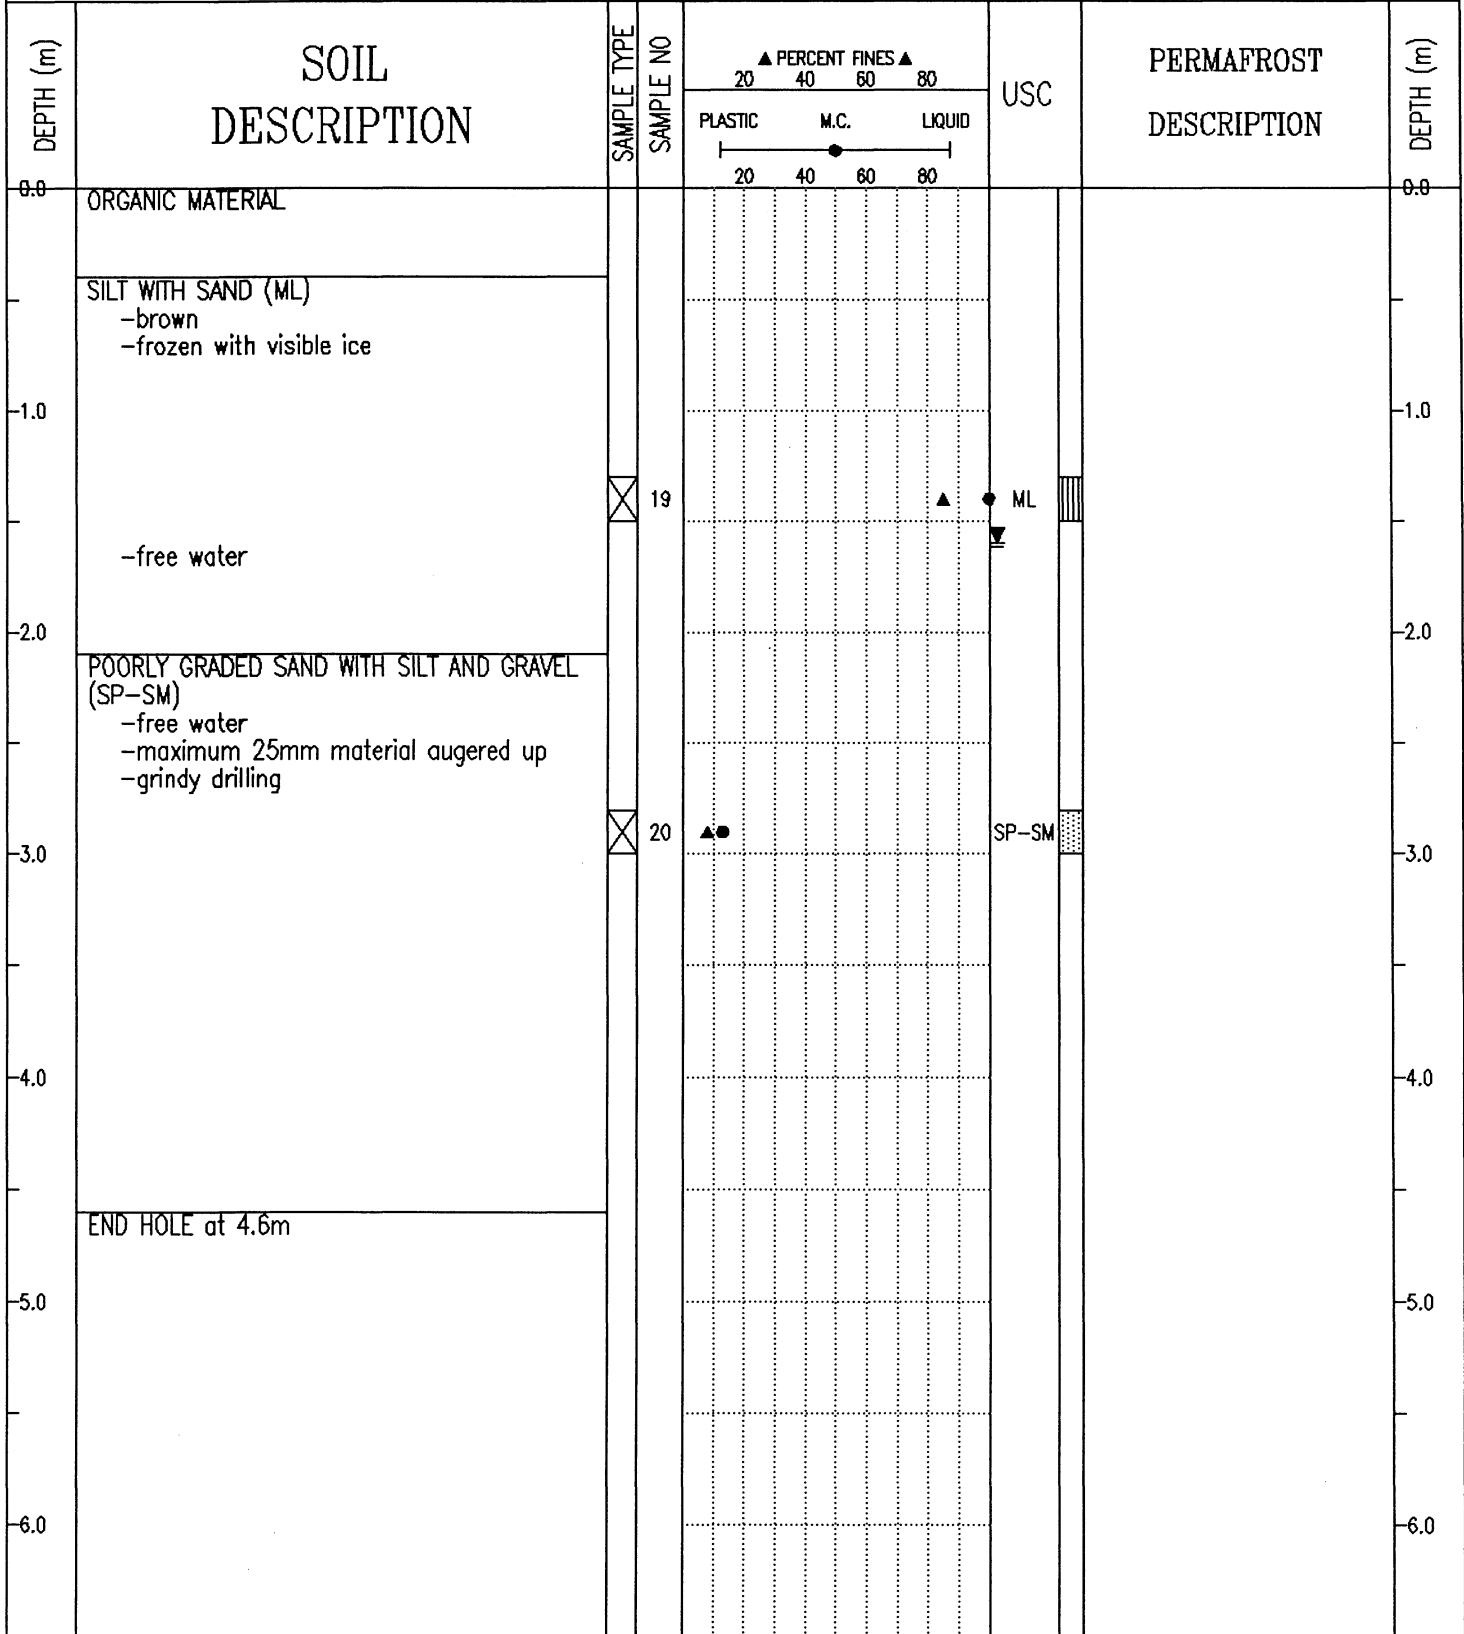 DEPTH (m)
SOIL
DESCRIPTION
SAMPLE TYPE
SAMPLE NO
▲ PERCENT FINES ▲
20 40 60 80
PLASTIC M.C. LIQUID
20 40 60 80
USC
PERMAFROST
DESCRIPTION
DEPTH (m)
0.0 0.0
ORGANIC MATERIAL
SILT WITH SAND (ML)
-brown
-frozen with visible ice
1.0 1.0
19 ML
-free water
2.0 2.0
POORLY GRADED SAND WITH SILT AND GRAVEL
(SP-SM)
-free water
-maximum 25mm material augered up
-grindy drilling
20 SP-SM
3.0 3.0
4.0 4.0
END HOLE at 4.6m
5.0 5.0
6.0 6.0